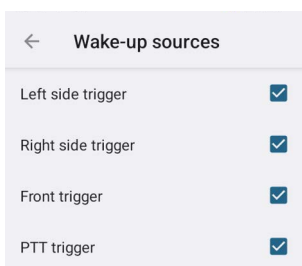 Wake-up sources
Left side trigger
Right side trigger
Front trigger
PTT trigger